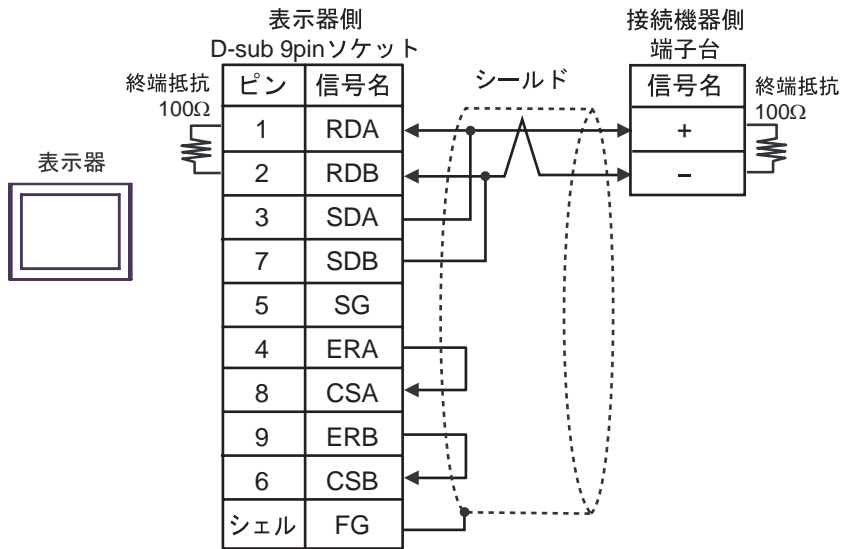 表示器側
D-sub 9pinソケット
接続機器側
端子台
終端抵抗
100Ω
ピン 信号名
シールド
信号名
終端抵抗
100Ω
1 RDA
+
2 RDB
−
表示器
3 SDA
7 SDB
5 SG
4 ERA
8 CSA
9 ERB
6 CSB
シェル FG